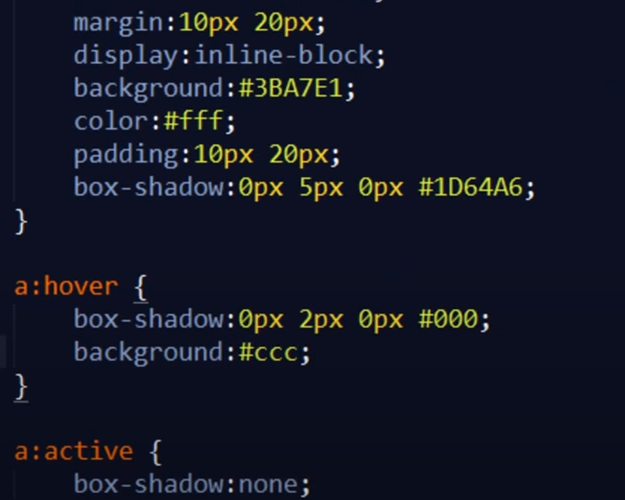 margin:10px 20px;
display:inline-block;
background:#3BA7E1;
color:#fff;
padding:10px 20px;
box-shadow:0px 5px 0px #1D64A6;
}
a:hover {
box-shadow:0px 2px 0px #000;
background:#ccc;
}
a:active {
box-shadow:none;